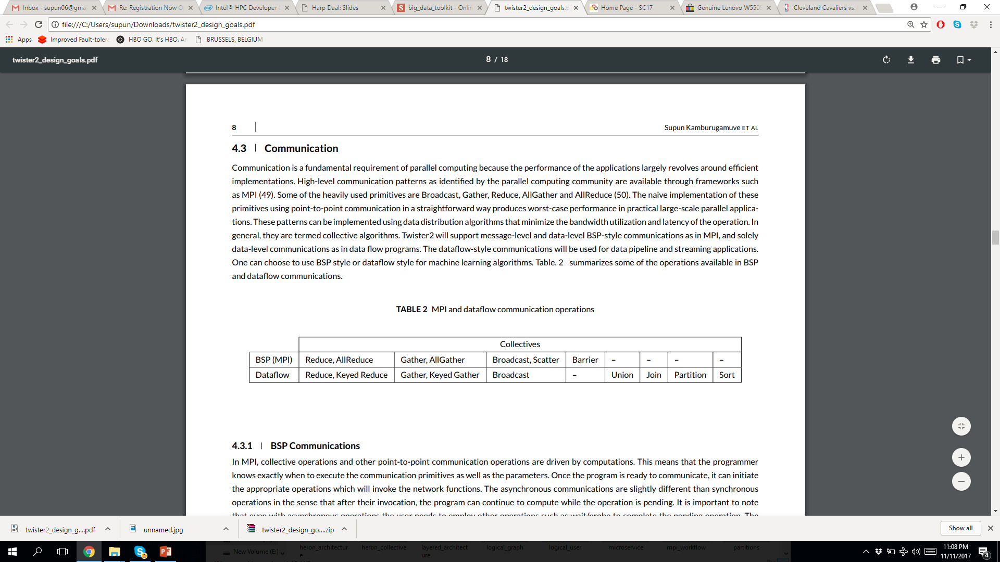 Inbox - supun06@gma
Re: Registration Now O
Intel® HPC Developer
Harp Daal: Slides
big_data_toolkit - Onlin
twister2_design_goals.p
Home Page - SC17
Genuine Lenovo W550S
Cleveland Cavaliers vs.
file:///C:/Users/supun/Downloads/twister2_design_goals.pdf
Apps
Improved Fault-tolera
HBO GO. It's HBO. An
BRUSSELS, BELGIUM
twister2_design_goals.pdf
8 / 18
8
Supun Kamburugamuve ET AL
4.3 | Communication
Communication is a fundamental requirement of parallel computing because the performance of the applications largely revolves around efficient
implementations. High-level communication patterns as identified by the parallel computing community are available through frameworks such
as MPI (49). Some of the heavily used primitives are Broadcast, Gather, Reduce, AllGather and AllReduce (50). The naive implementation of these
primitives using point-to-point communication in a straightforward way produces worst-case performance in practical large-scale parallel applica-
tions. These patterns can be implemented using data distribution algorithms that minimize the bandwidth utilization and latency of the operation. In
general, they are termed collective algorithms. Twister2 will support message-level and data-level BSP-style communications as in MPI, and solely
data-level communications as in data flow programs. The dataflow-style communications will be used for data pipeline and streaming applications.
One can choose to use BSP style or dataflow style for machine learning algorithms. Table. 2 summarizes some of the operations available in BSP
and dataflow communications.
TABLE 2 MPI and dataflow communication operations
Collectives
BSP (MPI) Reduce, AllReduce Gather, AllGather Broadcast, Scatter Barrier – – – –
Dataflow Reduce, Keyed Reduce Gather, Keyed Gather Broadcast – Union Join Partition Sort
4.3.1 | BSP Communications
In MPI, collective operations and other point-to-point communication operations are driven by computations. This means that the programmer
knows exactly when to execute the communication primitives as well as the parameters. Once the program is ready to communicate, it can initiate
the appropriate operations which will invoke the network functions. The asynchronous communications are slightly different than synchronous
operations in the sense that after their invocation, the program can continue to compute while the operation is pending. It is important to note
that even with asynchronous operations the user needs to employ other operations such as wait/probe to complete the pending operation. The
twister2_design_g....pdf
unnamed.jpg
twister2_design_go....zip
Show all
New Volume (E:)
heron_architectur
e
heron_collective
layered_architect
ure
logical_graph
logical_user
microservice
mpi_workflow
partitions
2
11:08 PM
11/11/2017
4